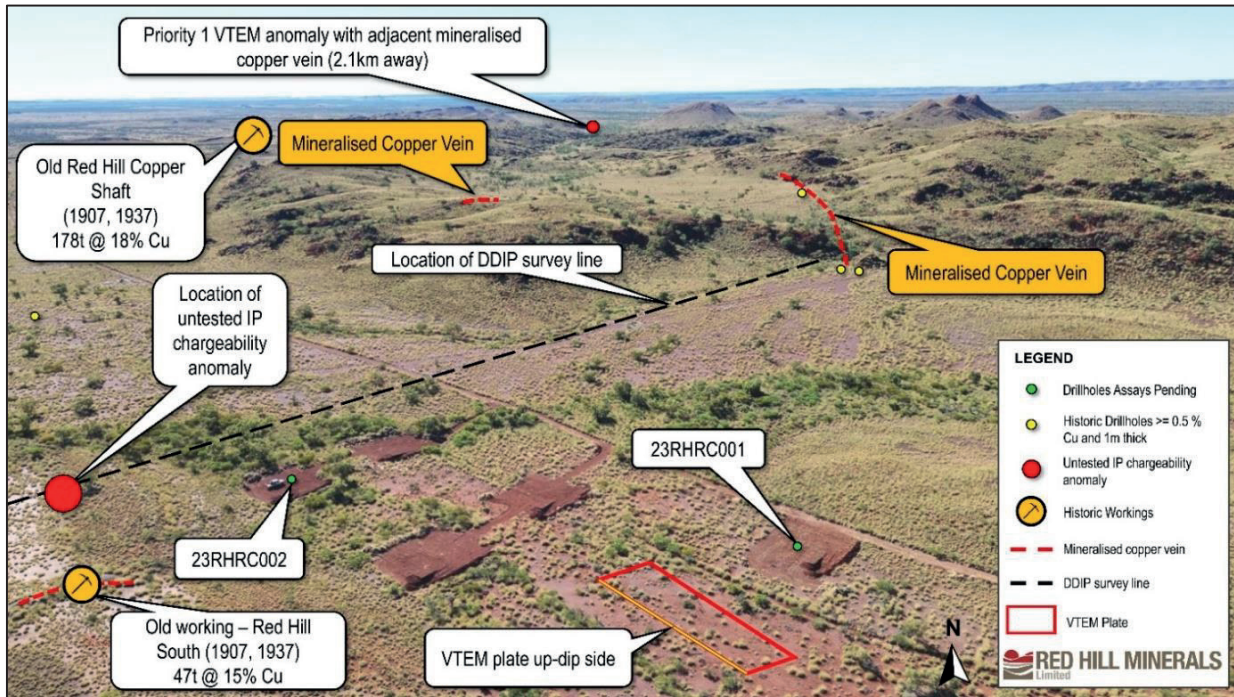 Priority 1 VTEM anomaly with adjacent mineralised
copper vein (2.1km away)
Mineralised Copper Vein
Old Red Hill Copper
Shaft
(1907, 1937)
178t @ 18% Cu
Location of DDIP survey line
Mineralised Copper Vein
Location of
untested IP
chargeability
anomaly
23RHRC001
23RHRC002
Old working – Red Hill
South (1907, 1937)
47t @ 15% Cu
VTEM plate up-dip side
N
LEGEND
Drillholes Assays Pending
Historic Drillholes >= 0.5 %
Cu and 1m thick
Untested IP chargeability
anomaly
Historic Workings
Mineralised copper vein
DDIP survey line
VTEM Plate
RED HILL MINERALS
Limited